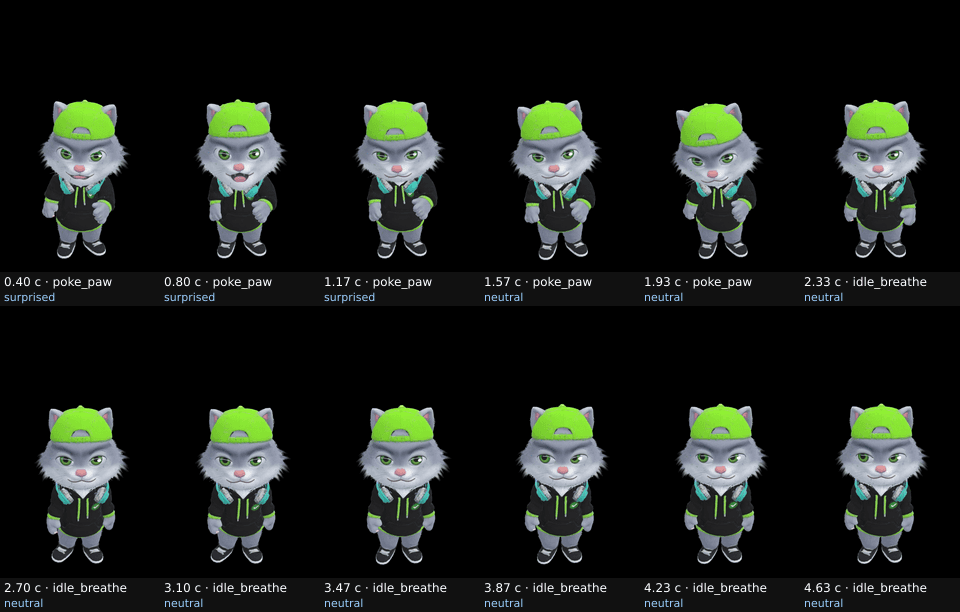 0.40 c · poke_paw
surprised
0.80 c · poke_paw
surprised
1.17 c · poke_paw
surprised
1.57 c · poke_paw
neutral
1.93 c · poke_paw
neutral
2.33 c · idle_breathe
neutral
2.70 c · idle_breathe
neutral
3.10 c · idle_breathe
neutral
3.47 c · idle_breathe
neutral
3.87 c · idle_breathe
neutral
4.23 c · idle_breathe
neutral
4.63 c · idle_breathe
neutral